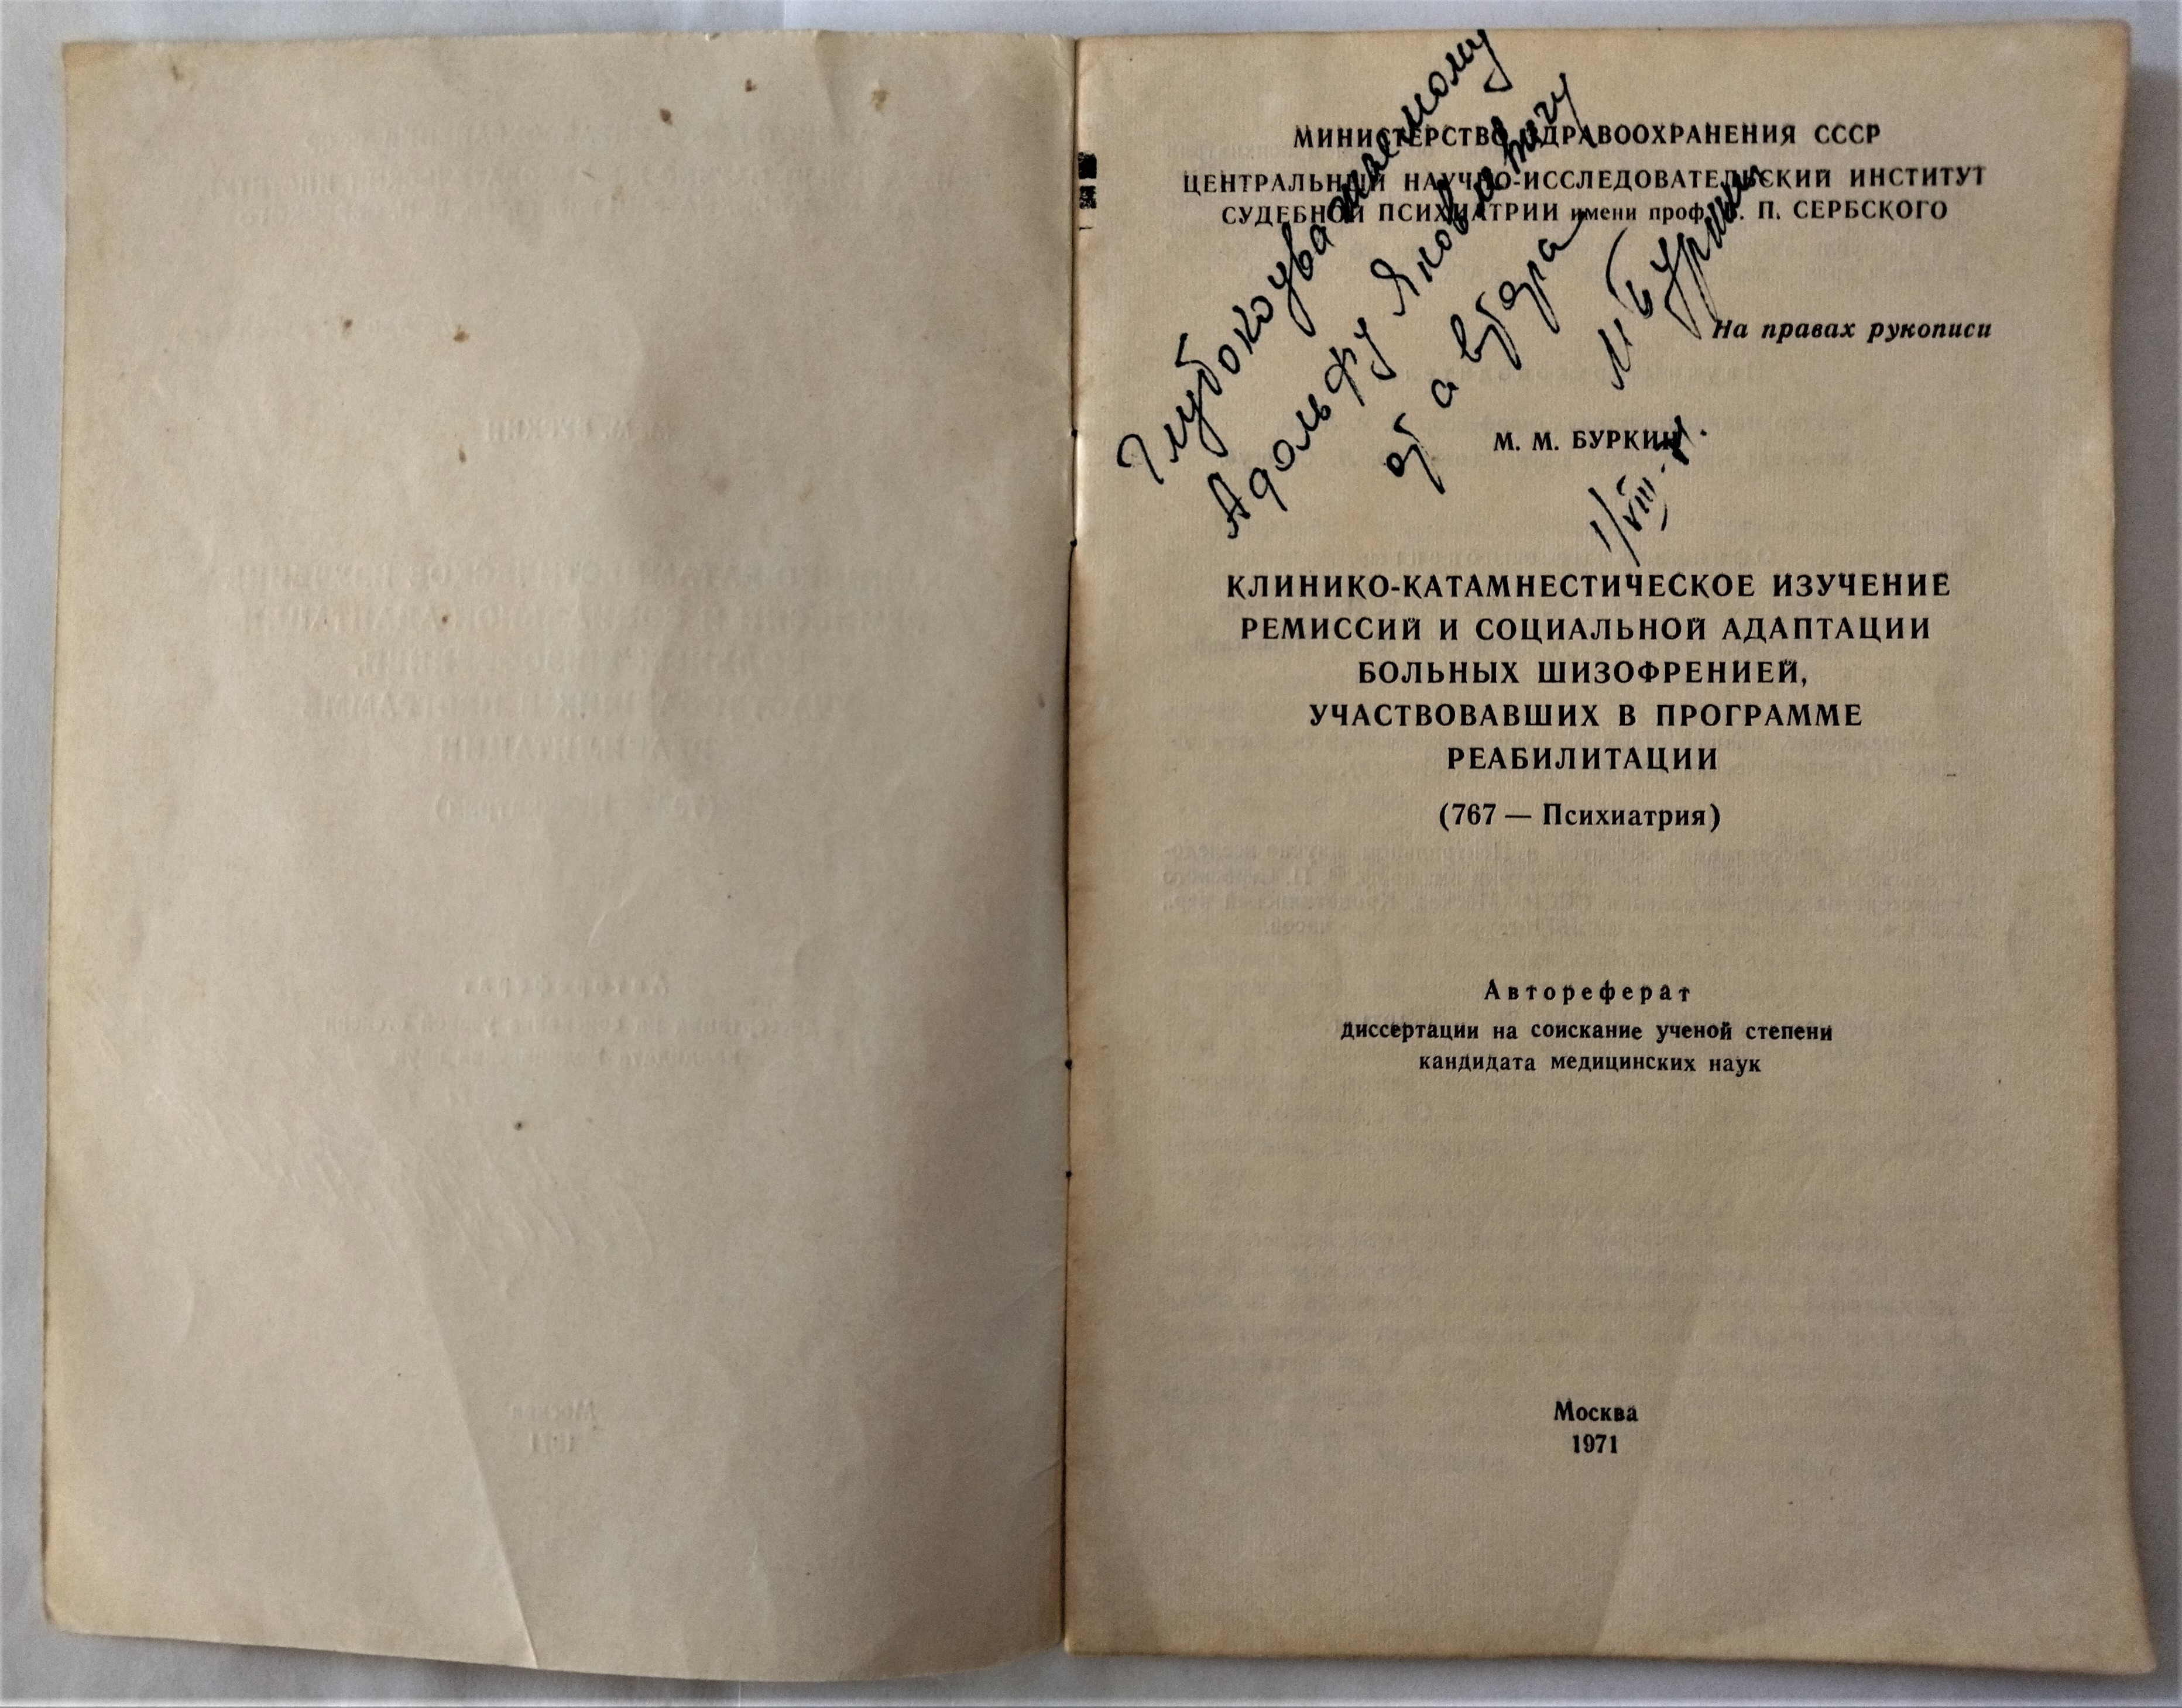 Глубокоуважаемому
Адольфу Яковлевичу
от автора
М Буркин
1/VIII-71.
МИНИСТЕРСТВО ЗДРАВООХРАНЕНИЯ СССР
ЦЕНТРАЛЬНЫЙ НАУЧНО-ИССЛЕДОВАТЕЛЬСКИЙ ИНСТИТУТ
СУДЕБНОЙ ПСИХИАТРИИ имени проф. В. П. СЕРБСКОГО
На правах рукописи
М. М. БУРКИН
КЛИНИКО-КАТАМНЕСТИЧЕСКОЕ ИЗУЧЕНИЕ
РЕМИССИЙ И СОЦИАЛЬНОЙ АДАПТАЦИИ
БОЛЬНЫХ ШИЗОФРЕНИЕЙ,
УЧАСТВОВАВШИХ В ПРОГРАММЕ
РЕАБИЛИТАЦИИ
(767 — Психиатрия)
Автореферат
диссертации на соискание ученой степени
кандидата медицинских наук
Москва
1971